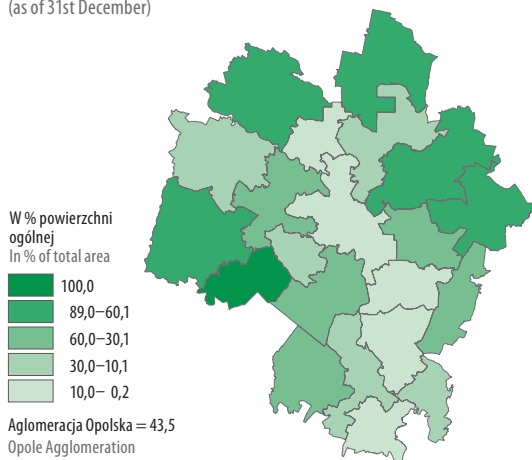 (as of 31st December)
W % powierzchni
ogólnej
In % of total area
100,0
89,0–60,1
60,0–30,1
30,0–10,1
10,0– 0,2
Aglomeracja Opolska = 43,5
Opole Agglomeration